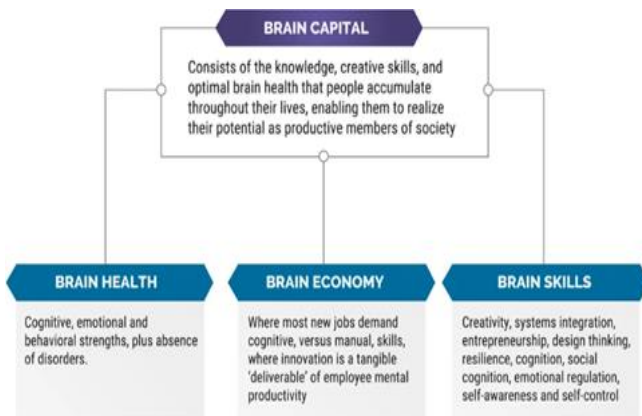 BRAIN CAPITAL
Consists of the knowledge, creative skills, and
optimal brain health that people accumulate
throughout their lives, enabling them to realize
their potential as productive members of society
BRAIN HEALTH
Cognitive, emotional and
behavioral strengths, plus absence
of disorders.
BRAIN ECONOMY
Where most new jobs demand
cognitive, versus manual, skills,
where innovation is a tangible
'deliverable' of employee mental
productivity
BRAIN SKILLS
Creativity, systems integration,
entrepreneurship, design thinking,
resilience, cognition, social
cognition, emotional regulation,
self-awareness and self-control